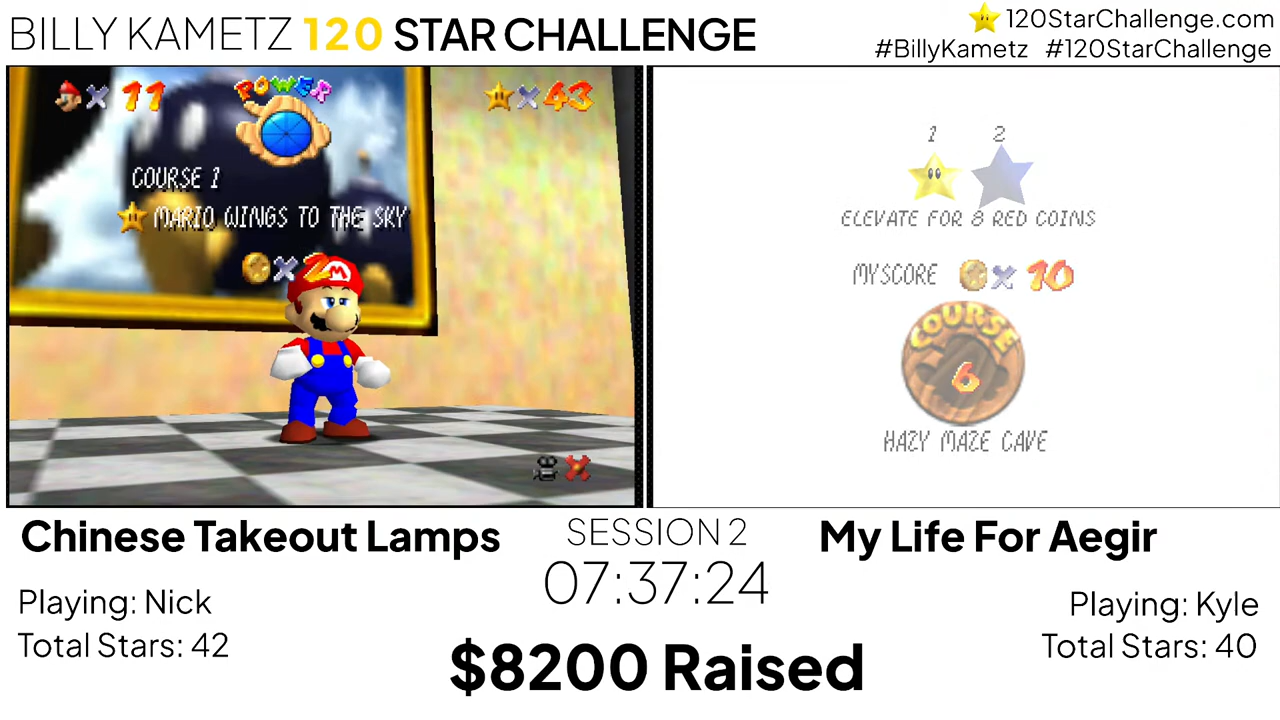 BILLY KAMETZ 120 STAR CHALLENGE
120StarChallenge.com
#BillyKametz #120StarChallenge
11
POWER
43
COURSE 1
MARIO WINGS TO THE SKY
2
M
1 2
ELEVATE FOR 8 RED COINS
MYSCORE × 10
COURSE
6
HAZY MAZE CAVE
Chinese Takeout Lamps
SESSION 2
My Life For Aegir
07:37:24
Playing: Nick
Playing: Kyle
Total Stars: 42
Total Stars: 40
$8200 Raised